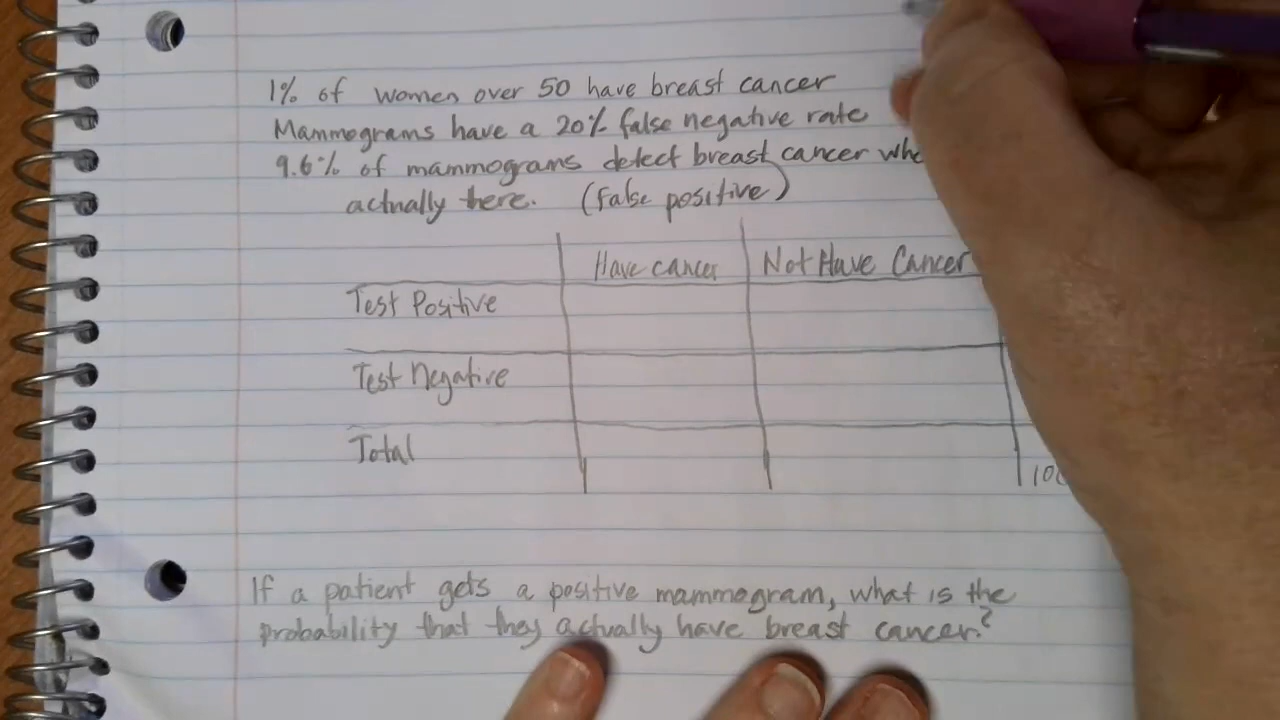 1% of women over 50 have breast cancer
Mammograms have a 20% false negative rate
9.6% of mammograms detect breast cancer
actually there. (false positive)
Have cancer Not Have Cancer
Test Positive
Test Negative
Total
If a patient gets a positive mammogram, what is the
probability that they actually have breast cancer?